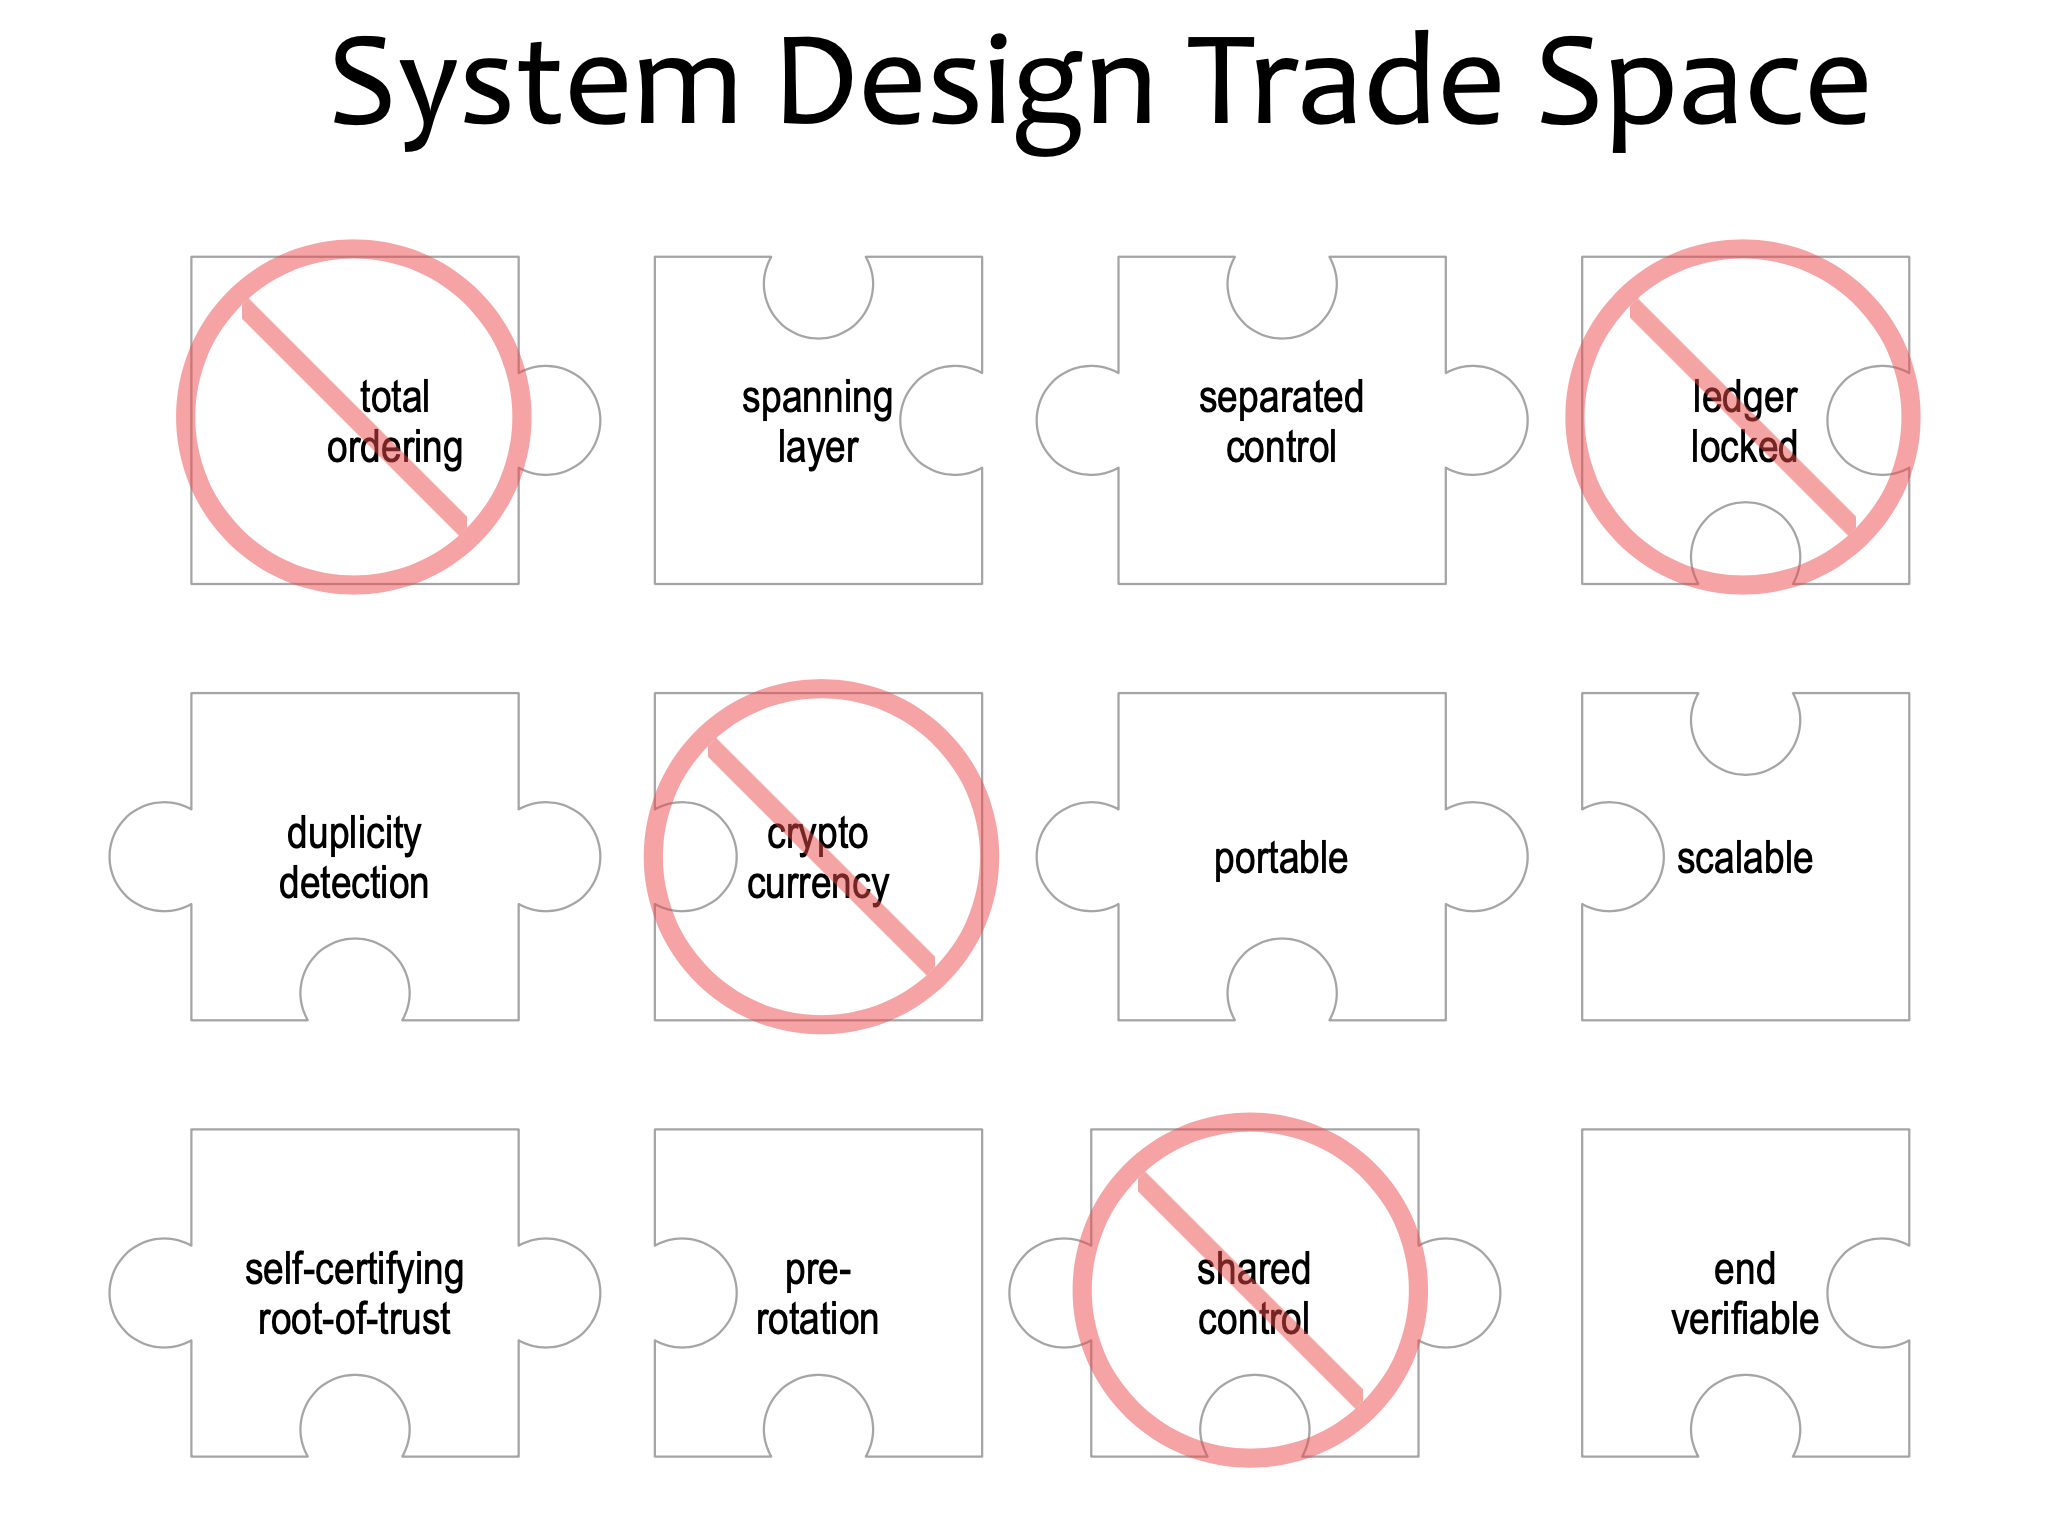 System Design Trade Space
total
ordering
spanning
layer
separated
control
ledger
locked
duplicity
detection
crypto
currency
portable
scalable
self-certifying
root-of-trust
pre-
rotation
shared
control
end
verifiable